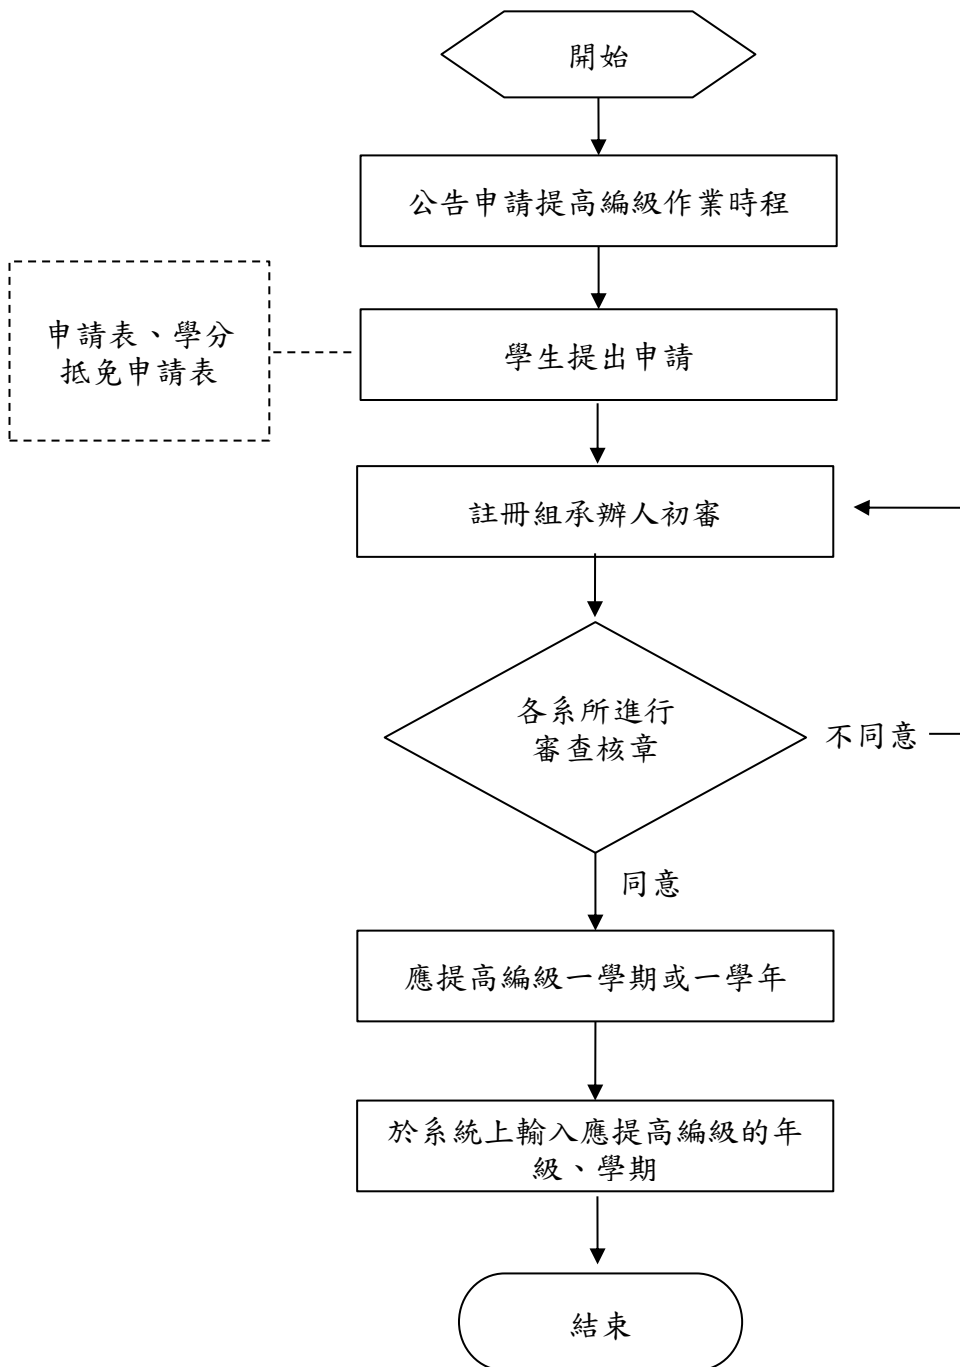 開始
公告申請提高編級作業時程
申請表、學分
抵免申請表
學生提出申請
註冊組承辦人初審
各系所進行
審查核章
不同意
同意
應提高編級一學期或一學年
於系統上輸入應提高編級的年
級、學期
結束